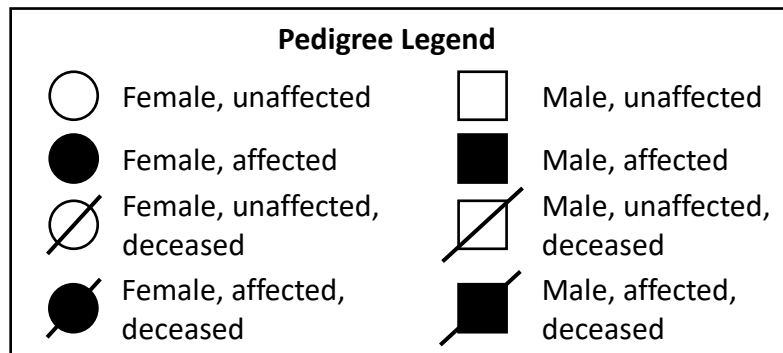 Pedigree Legend
Female, unaffected
Male, unaffected
Female, affected
Male, affected
Female, unaffected,
deceased
Male, unaffected,
deceased
Female, affected,
deceased
Male, affected,
deceased